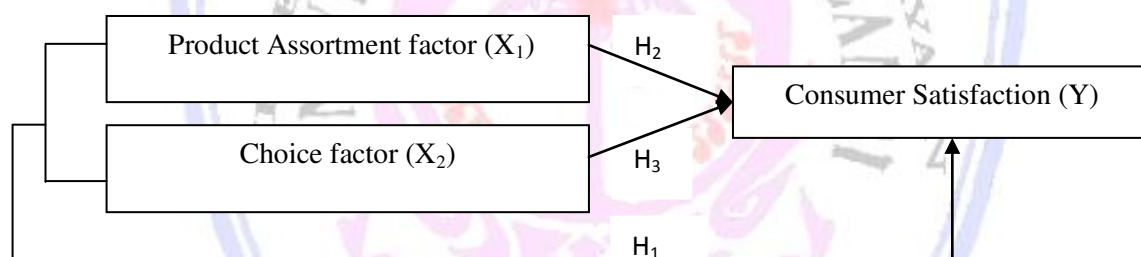 Product Assortment factor (X₁)
H₂
Consumer Satisfaction (Y)
Choice factor (X₂)
H₃
H₁